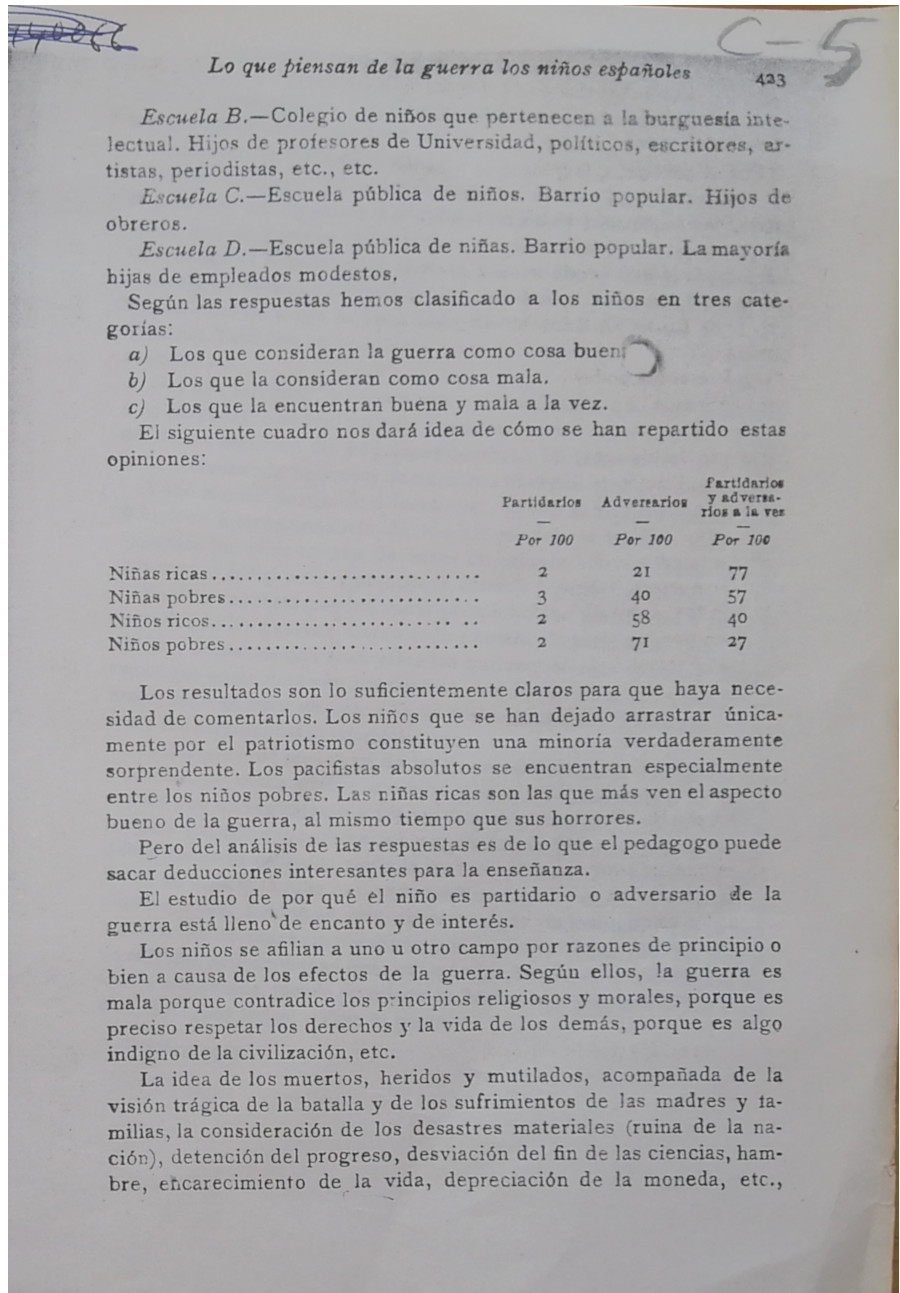 C-5
Lo que piensan de la guerra los niños españoles 423
Escuela B.—Colegio de niños que pertenecen a la burguesía inte-
lectual. Hijos de profesores de Universidad, políticos, escritores, ar-
tistas, periodistas, etc., etc.
Escuela C.—Escuela pública de niños. Barrio popular. Hijos de
obreros.
Escuela D.—Escuela pública de niñas. Barrio popular. La mayoría
hijas de empleados modestos.
Según las respuestas hemos clasificado a los niños en tres cate-
gorías:
a) Los que consideran la guerra como cosa buen
b) Los que la consideran como cosa mala.
c) Los que la encuentran buena y mala a la vez.
El siguiente cuadro nos dará idea de cómo se han repartido estas
opiniones:
Partidarios Adversarios Partidarios y adversa- rios a la vez
Por 100 Por 100 Por 100
Niñas ricas.............................. 2 21 77
Niñas pobres............................ 3 40 57
Niños ricos.......................... .. 2 58 40
Niños pobres............................ 2 71 27
Los resultados son lo suficientemente claros para que haya nece-
sidad de comentarlos. Los niños que se han dejado arrastrar única-
mente por el patriotismo constituyen una minoría verdaderamente
sorprendente. Los pacifistas absolutos se encuentran especialmente
entre los niños pobres. Las niñas ricas son las que más ven el aspecto
bueno de la guerra, al mismo tiempo que sus horrores.
Pero del análisis de las respuestas es de lo que el pedagogo puede
sacar deducciones interesantes para la enseñanza.
El estudio de por qué el niño es partidario o adversario de la
guerra está lleno de encanto y de interés.
Los niños se afilian a uno u otro campo por razones de principio o
bien a causa de los efectos de la guerra. Según ellos, la guerra es
mala porque contradice los principios religiosos y morales, porque es
preciso respetar los derechos y la vida de los demás, porque es algo
indigno de la civilización, etc.
La idea de los muertos, heridos y mutilados, acompañada de la
visión trágica de la batalla y de los sufrimientos de las madres y fa-
milias, la consideración de los desastres materiales (ruina de la na-
ción), detención del progreso, desviación del fin de las ciencias, ham-
bre, encarecimiento de la vida, depreciación de la moneda, etc.,